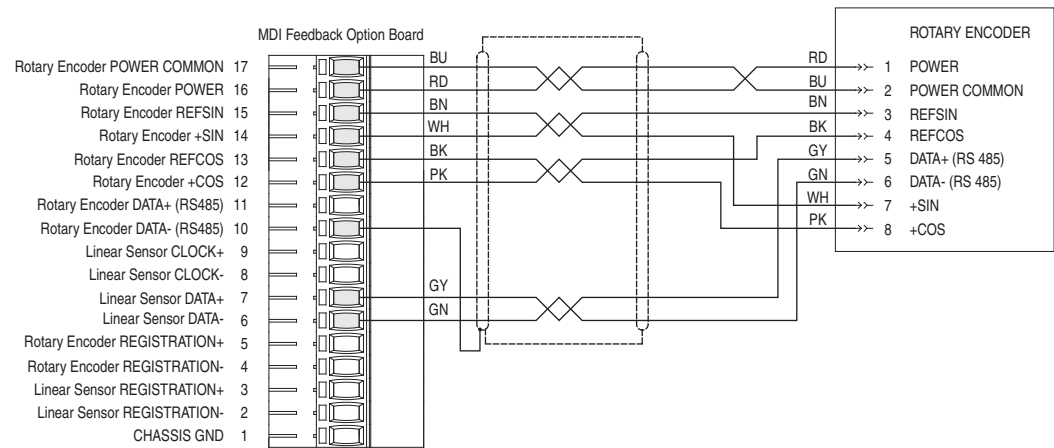 MDI Feedback Option Board
Rotary Encoder POWER COMMON 17
Rotary Encoder POWER 16
Rotary Encoder REFSIN 15
Rotary Encoder +SIN 14
Rotary Encoder REFCOS 13
Rotary Encoder +COS 12
Rotary Encoder DATA+ (RS485) 11
Rotary Encoder DATA- (RS485) 10
Linear Sensor CLOCK+ 9
Linear Sensor CLOCK- 8
Linear Sensor DATA+ 7
Linear Sensor DATA- 6
Rotary Encoder REGISTRATION+ 5
Rotary Encoder REGISTRATION- 4
Linear Sensor REGISTRATION+ 3
Linear Sensor REGISTRATION- 2
CHASSIS GND 1
BU
RD
BN
WH
BK
PK
GY
GN
ROTARY ENCODER
RD 1 POWER
BU 2 POWER COMMON
BN 3 REFSIN
BK 4 REFCOS
GY 5 DATA+ (RS 485)
GN 6 DATA- (RS 485)
WH 7 +SIN
PK 8 +COS